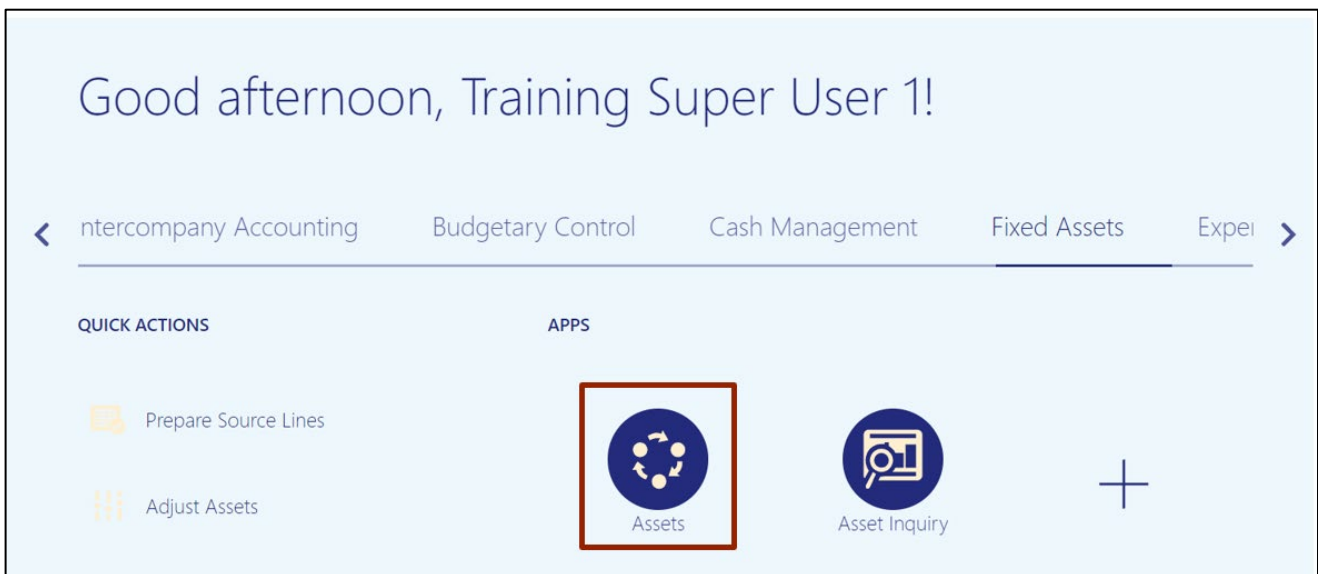 Good afternoon, Training Super User 1!
ntercompany Accounting Budgetary Control Cash Management Fixed Assets Expe
QUICK ACTIONS APPS
Prepare Source Lines
Adjust Assets
Assets Asset Inquiry